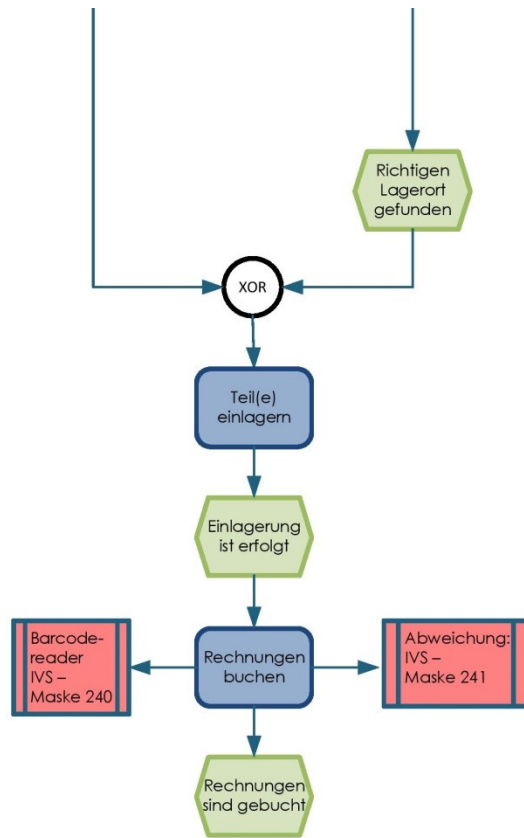 Richtigen
Lagerort
gefunden
XOR
Teil(e)
einlagern
Einlagerung
ist erfolgt
Barcode-
reader
IVS –
Maske 240
Rechnungen
buchen
Abweichung:
IVS –
Maske 241
Rechnungen
sind gebucht